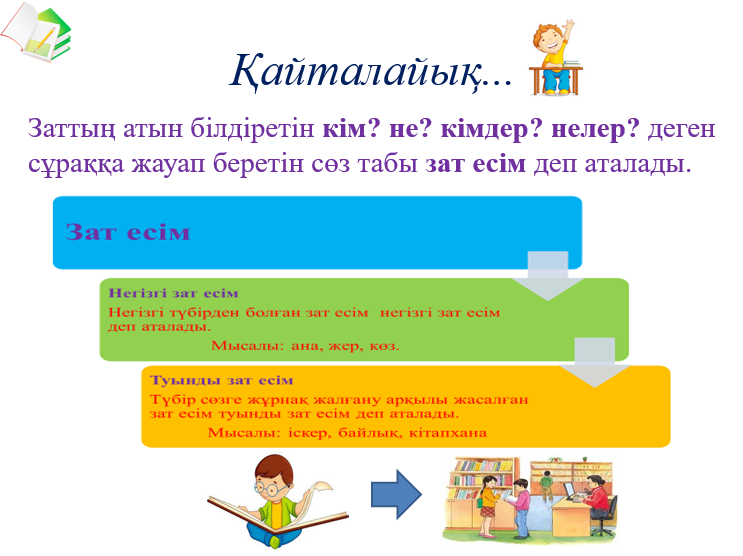 Қайталайық...
Заттың атын білдіретін кім? не? кімдер? нелер? деген
сұраққа жауап беретін сөз табы зат есім деп аталады.
Зат есім
Негізгі зат есім
Негізгі түбірден болған зат есім негізгі зат есім
деп аталады.
Мысалы: ана, жер, көз.
Туынды зат есім
Түбір сөзге жұрнақ жалғану арқылы жасалған
зат есім туынды зат есім деп аталады.
Мысалы: іскер, байлық, кітапхана